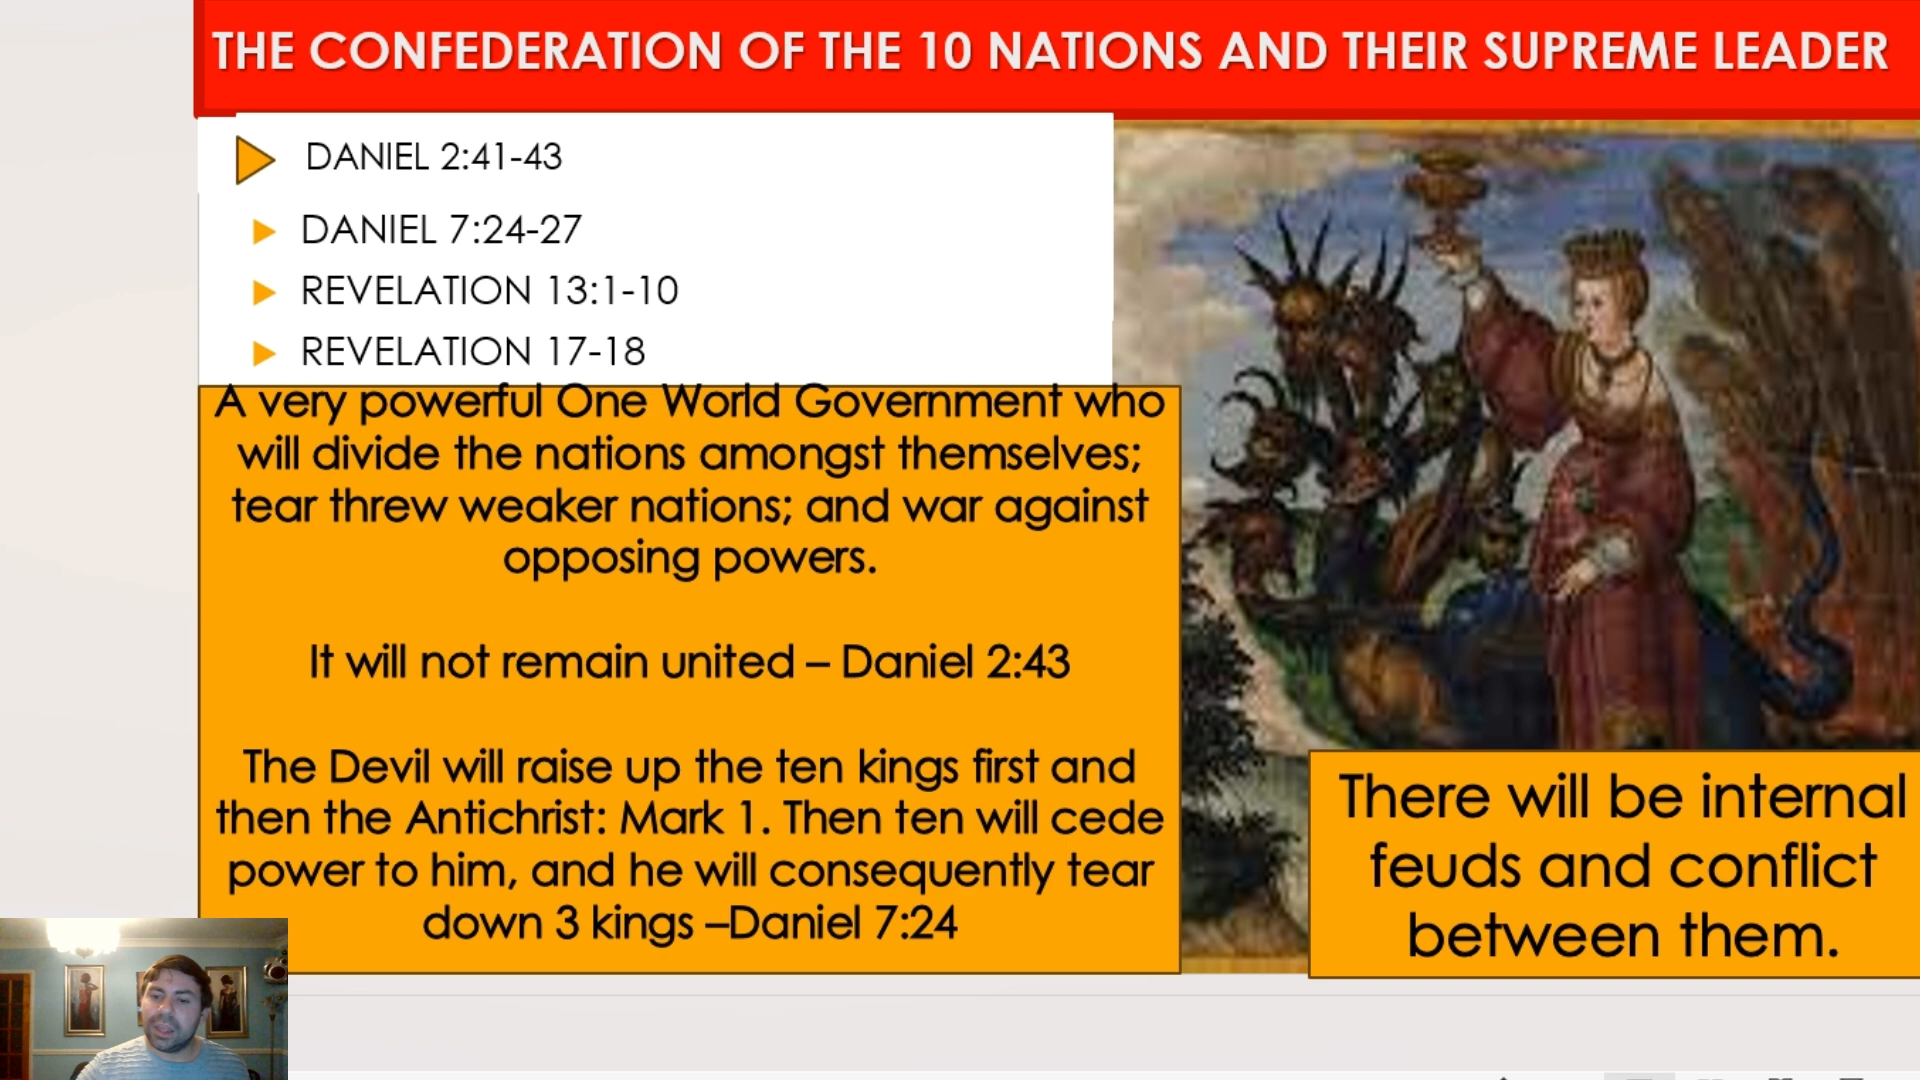 THE CONFEDERATION OF THE 10 NATIONS AND THEIR SUPREME LEADER
DANIEL 2:41-43
DANIEL 7:24-27
REVELATION 13:1-10
REVELATION 17-18
A very powerful One World Government who
will divide the nations amongst themselves;
tear threw weaker nations; and war against
opposing powers.
It will not remain united – Daniel 2:43
The Devil will raise up the ten kings first and
then the Antichrist: Mark 1. Then ten will cede
power to him, and he will consequently tear
down 3 kings –Daniel 7:24
There will be internal
feuds and conflict
between them.